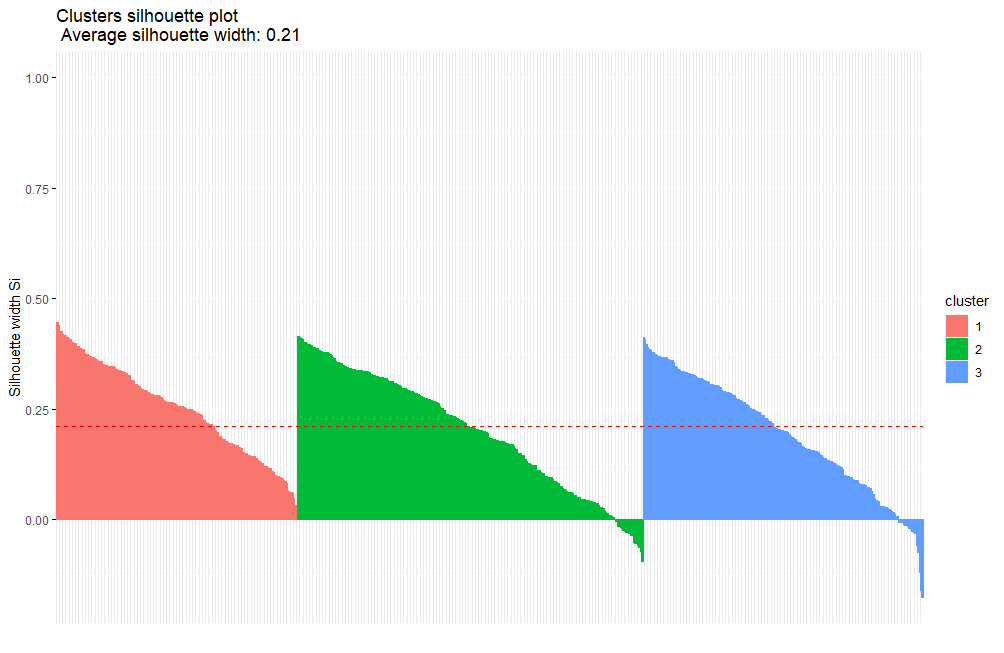 Clusters silhouette plot
Average silhouette width: 0.21
1.00
0.75
0.50
0.25
0.00
Silhouette width Si
cluster
1
2
3